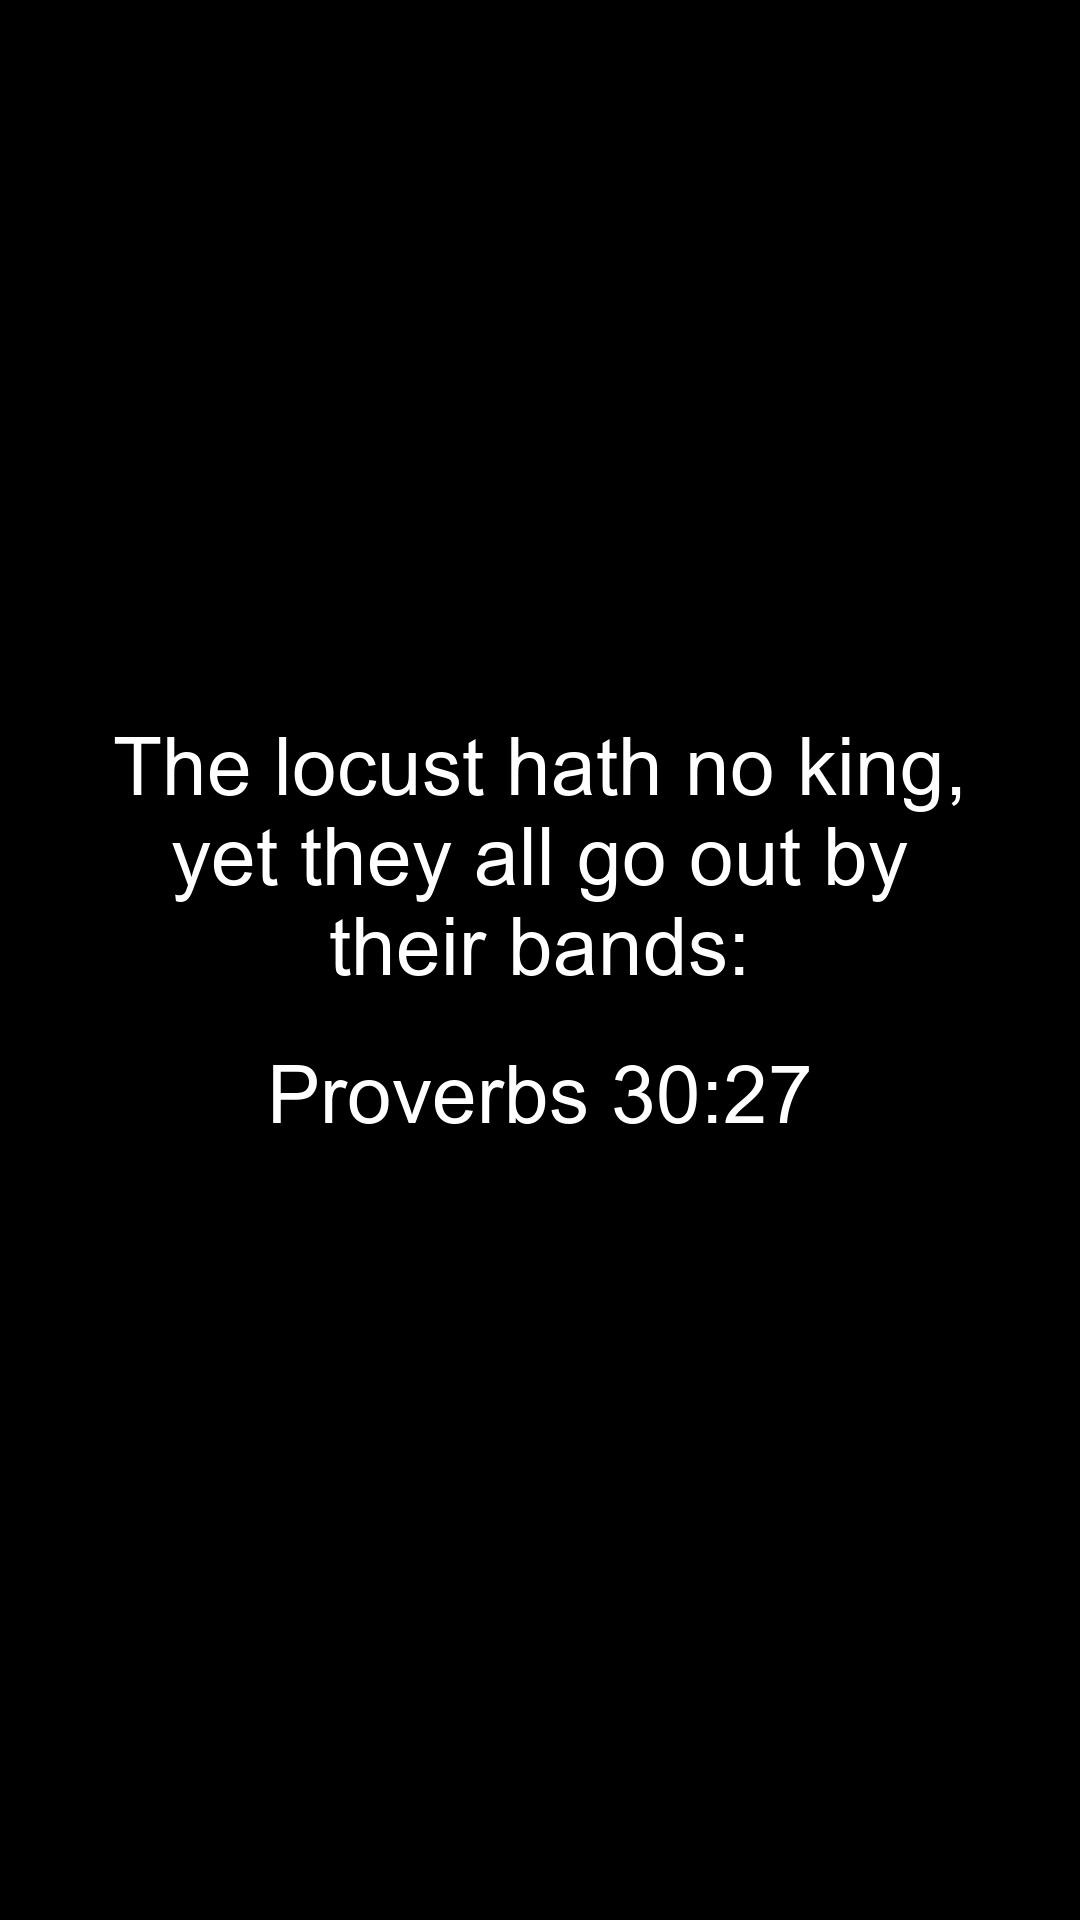 The locust hath no king,
yet they all go out by
their bands:
Proverbs 30:27